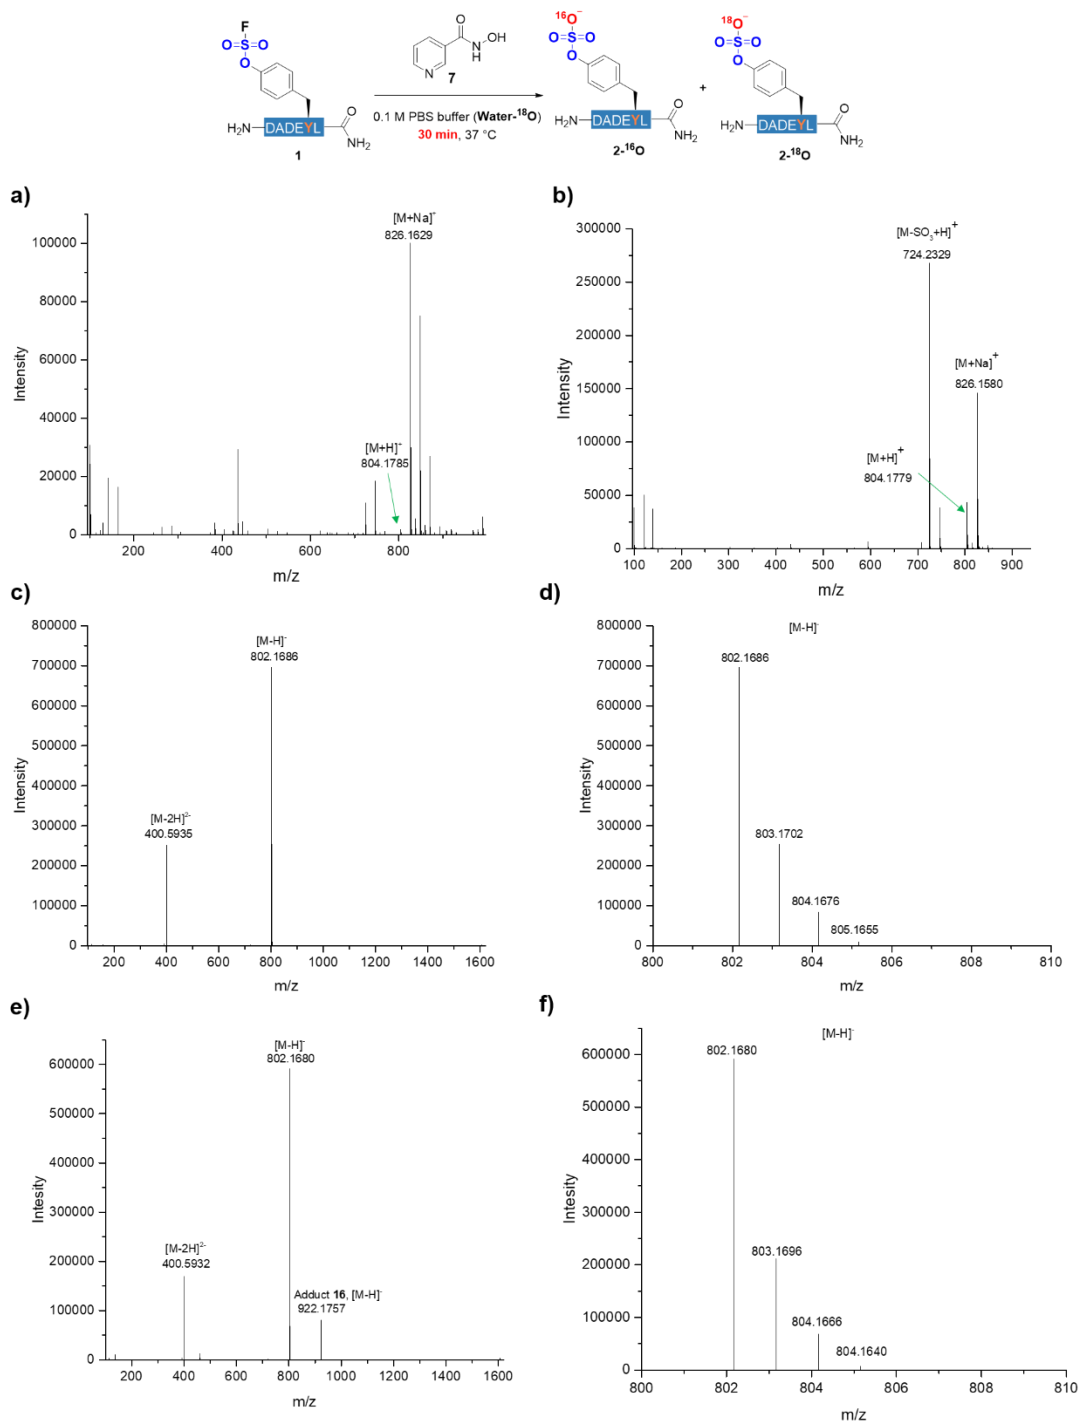 F
O=S=O
O
O
N
H
OH
N
7
0.1 M PBS buffer (Water-¹⁸O)
30 min, 37 °C
H₂N
DADEYL
O
NH₂
1
¹⁶O⁻
O=S=O
O
H₂N
DADEYL
O
NH₂
2-¹⁶O
+
¹⁸O⁻
O=S=O
O
H₂N
DADEYL
O
NH₂
2-¹⁸O
a)
[M+Na]⁺
826.1629
[M+H]⁺
804.1785
100000
80000
60000
40000
20000
0
Intensity
200 400 600 800
m/z
b)
[M-SO₃+H]⁺
724.2329
[M+Na]⁺
826.1580
[M+H]⁺
804.1779
300000
250000
200000
150000
100000
50000
0
Intensity
100 200 300 400 500 600 700 800 900
m/z
c)
[M-H]⁻
802.1686
[M-2H]²⁻
400.5935
800000
700000
600000
500000
400000
300000
200000
100000
0
Intensity
200 400 600 800 1000 1200 1400 1600
m/z
d)
[M-H]⁻
802.1686
803.1702
804.1676
805.1655
800000
700000
600000
500000
400000
300000
200000
100000
0
Intensity
800 802 804 806 808 810
m/z
e)
[M-H]⁻
802.1680
[M-2H]²⁻
400.5932
Adduct 16, [M-H]⁻
922.1757
600000
500000
400000
300000
200000
100000
0
Intensity
200 400 600 800 1000 1200 1400 1600
m/z
f)
[M-H]⁻
802.1680
803.1696
804.1666
804.1640
600000
500000
400000
300000
200000
100000
0
Intesity
800 802 804 806 808 810
m/z